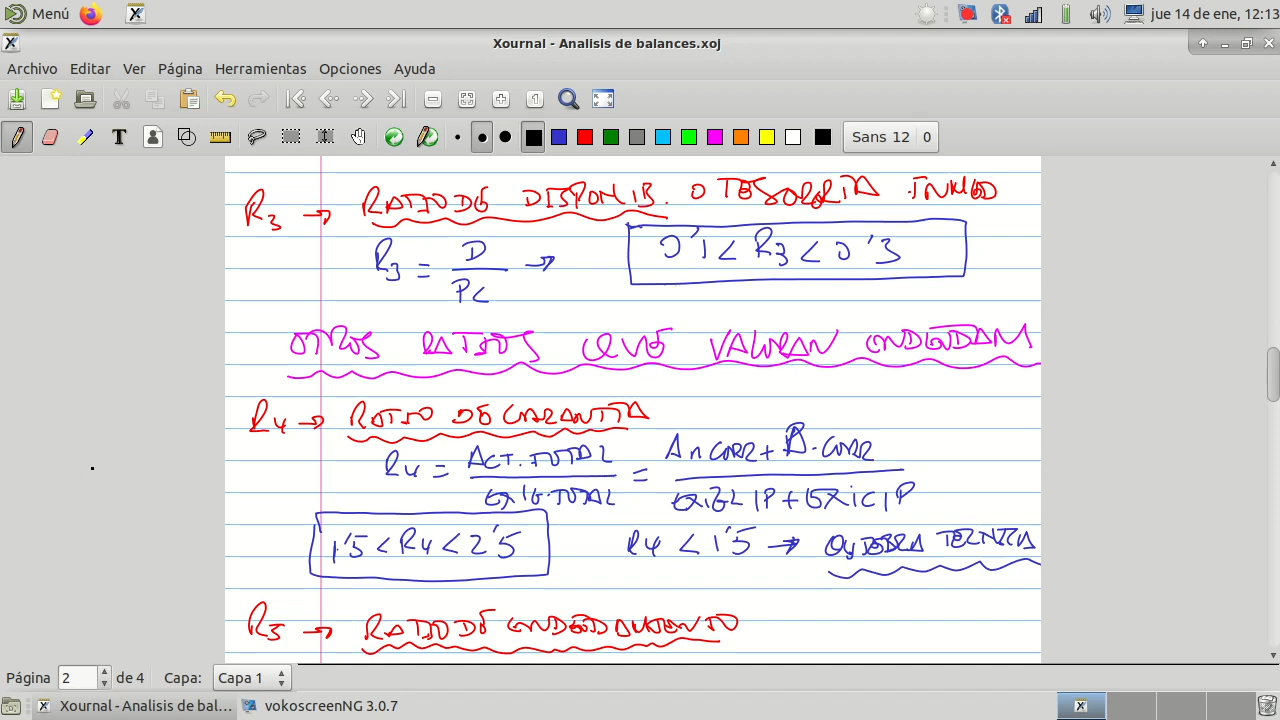 Menú
jue 14 de ene, 12:13
Xournal - Analisis de balances.xoj
Archivo Editar Ver Página Herramientas Opciones Ayuda
Sans 12 0
R3 → RATIO DE DISPONIB. O TESORERIA INMED
R3 = D / PC → 0'1 < R3 < 0'3
OTROS RATIOS QUE VALORAN ENDEUDAM
R4 → RATIO DE GARANTIA
R4 = ACT. TOTAL / EXIG. TOTAL = A n CORR + A. CORR / EXIG L/P + EXIG C/P
1'5 < R4 < 2'5 R4 < 1'5 → QUIEBRA TECNICA
R5 → RATIO DE ENDEUDAMIENTO
Página 2 de 4 Capa: Capa 1
Xournal - Analisis de bal... vokoscreenNG 3.0.7